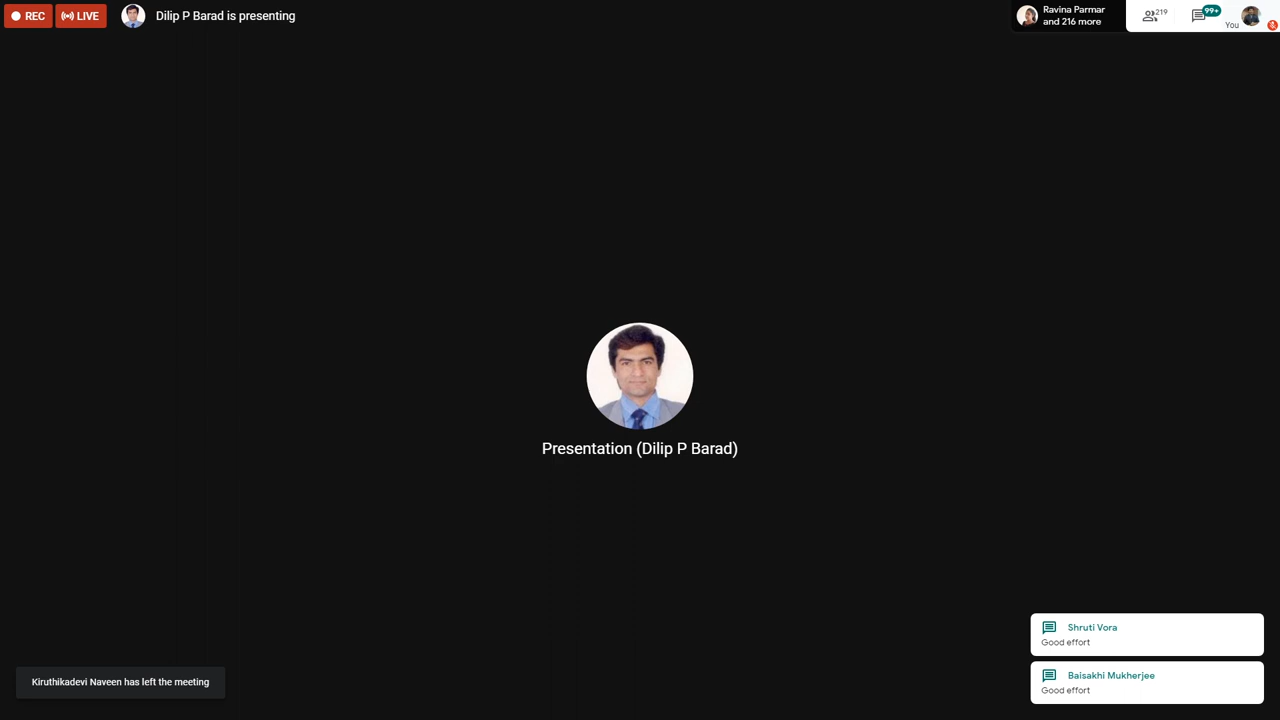 REC
LIVE
Dilip P Barad is presenting
Ravina Parmar
and 216 more
219
99+
You
Presentation (Dilip P Barad)
Shruti Vora
Good effort
Baisakhi Mukherjee
Good effort
Kiruthikadevi Naveen has left the meeting